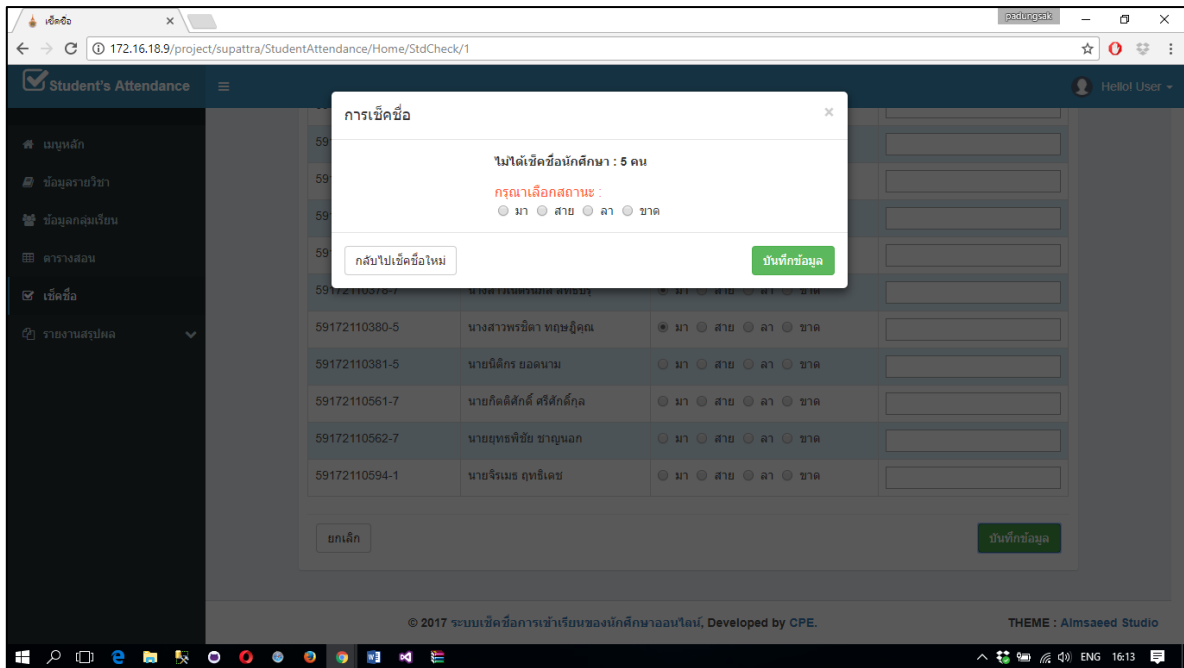 เช็คชื่อ
padungsak
172.16.18.9/project/supattra/StudentAttendance/Home/StdCheck/1
Student's Attendance
Hello! User
การเช็คชื่อ
×
ไม่ได้เช็คชื่อนักศึกษา : 5 คน
กรุณาเลือกสถานะ :
มา สาย ลา ขาด
กลับไปเช็คชื่อใหม่ บันทึกข้อมูล
เมนูหลัก
ข้อมูลรายวิชา
ข้อมูลกลุ่มเรียน
ตารางสอน
เช็คชื่อ
รายงานสรุปผล
59
59
59
59
59172110378-7 มา สาย ลา ขาด
59172110380-5 นางสาวพรชิตา ทฤษฎิคุณ มา สาย ลา ขาด
59172110381-5 นายนิติกร ยอดนาม มา สาย ลา ขาด
59172110561-7 นายกิตติศักดิ์ ศรีศักดิ์กุล มา สาย ลา ขาด
59172110562-7 นายยุทธพิชัย ชาญนอก มา สาย ลา ขาด
59172110594-1 นายจิรเมธ ฤทธิเดช มา สาย ลา ขาด
ยกเลิก บันทึกข้อมูล
© 2017 ระบบเช็คชื่อการเข้าเรียนของนักศึกษาออนไลน์, Developed by CPE. THEME : Almsaeed Studio
ENG 16:13